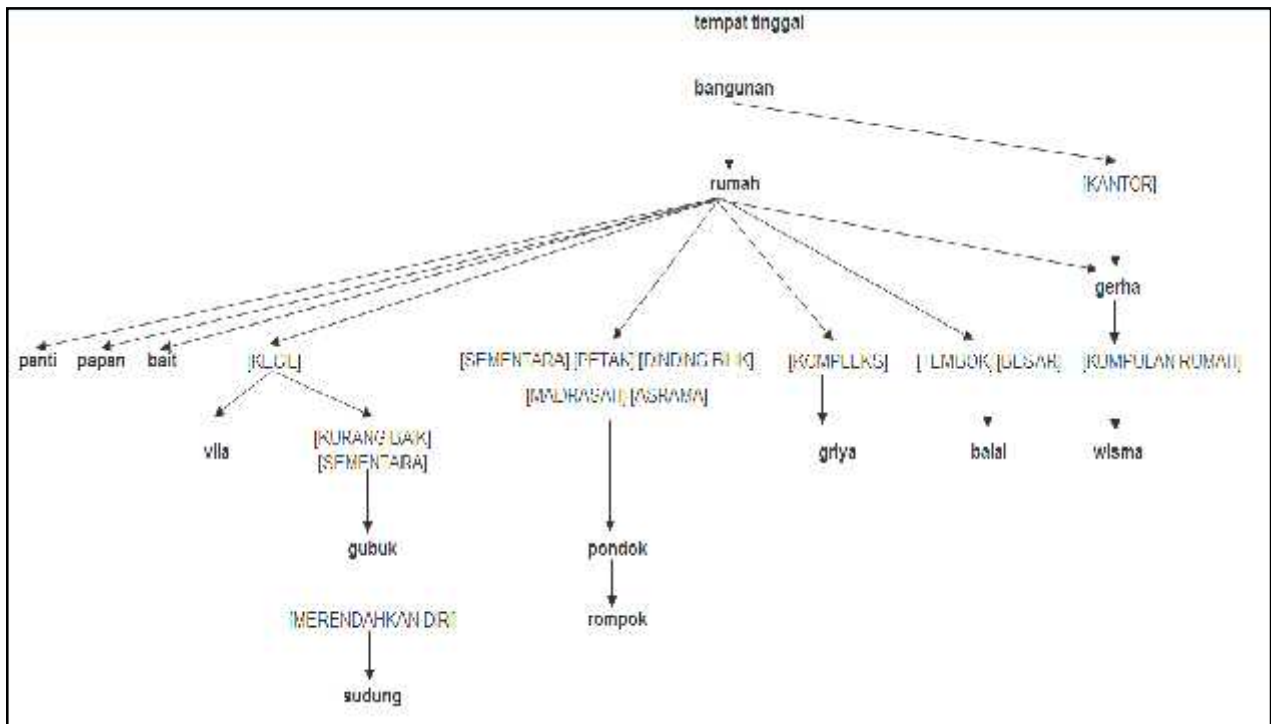 tempat tinggal
bangunan
rumah [KANTOR]
gerha
panti papan bait [KECIL] [SEMENTARA] [PETAK] [DINDING BILIK] [KOMPLEKS] [TEMBOK] [BESAR] [KUMPULAN RUMAH]
[MADRASAH] [ASRAMA]
vila [KURANG BAIK] griya balai wisma
[SEMENTARA]
gubuk pondok
[MERENDAHKAN DIRI] rompok
sudung